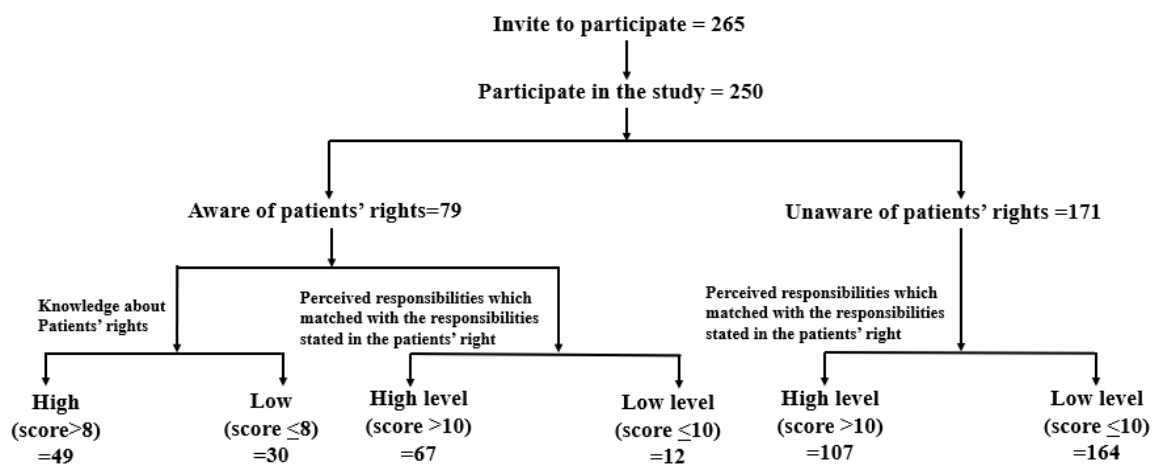 Invite to participate = 265
Participate in the study = 250
Aware of patients’ rights=79
Unaware of patients’ rights =171
Knowledge about
Patients’ rights
Perceived responsibilities which
matched with the responsibilities
stated in the patients’ right
Perceived responsibilities which
matched with the responsibilities
stated in the patients’ right
High
(score>8)
=49
Low
(score ≤8)
=30
High level
(score >10)
=67
Low level
(score ≤10)
=12
High level
(score >10)
=107
Low level
(score ≤10)
=164